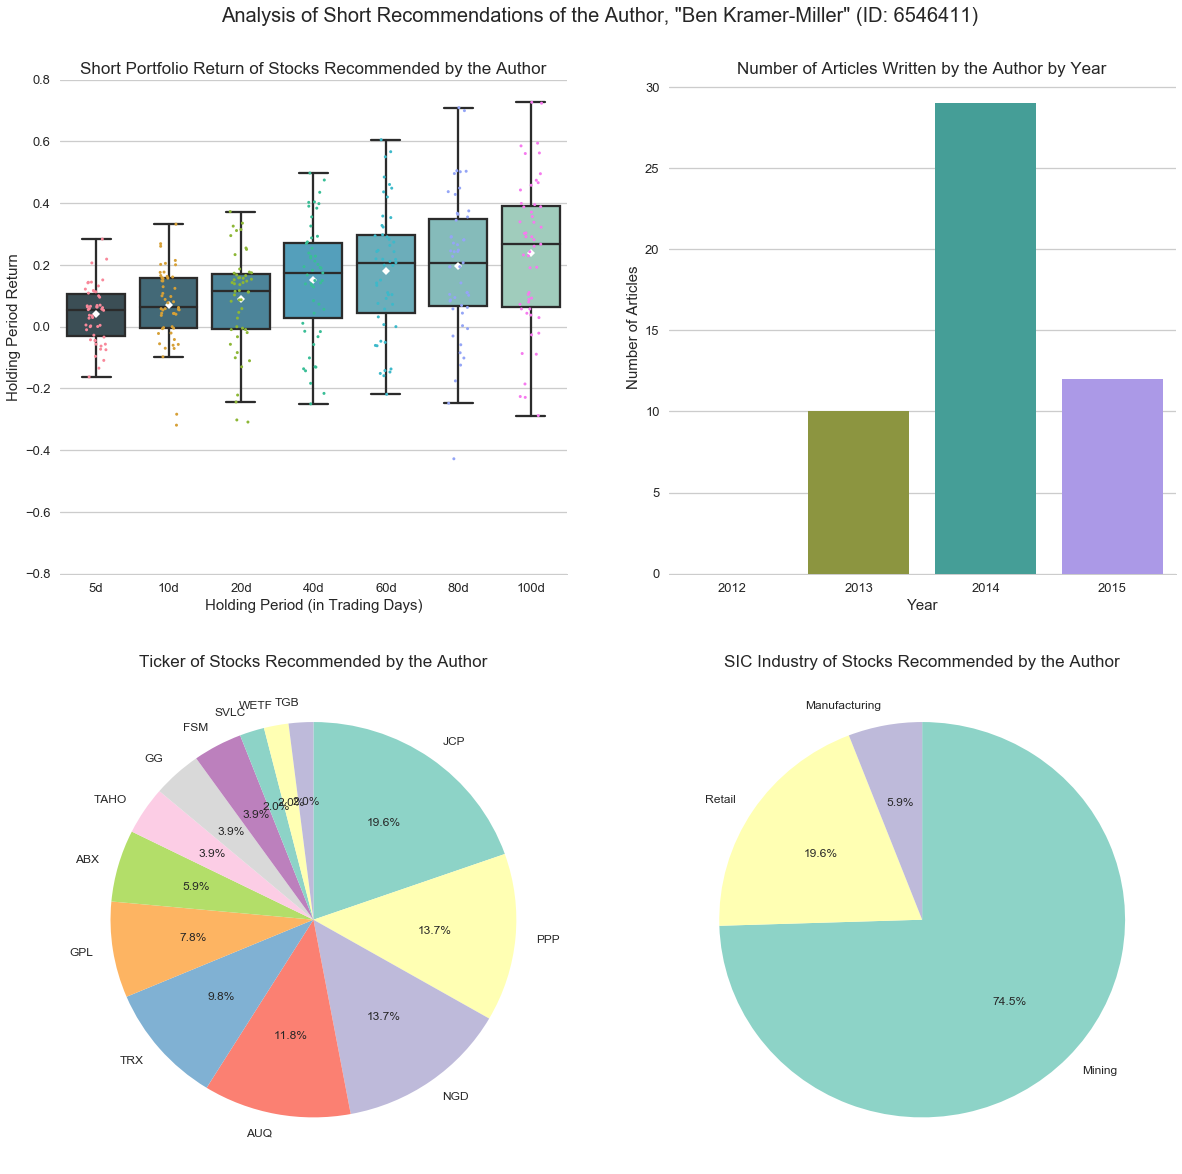 Analysis of Short Recommendations of the Author, "Ben Kramer-Miller" (ID: 6546411)
Short Portfolio Return of Stocks Recommended by the Author
Holding Period Return
0.8
0.6
0.4
0.2
0.0
−0.2
−0.4
−0.6
−0.8
5d 10d 20d 40d 60d 80d 100d
Holding Period (in Trading Days)
Number of Articles Written by the Author by Year
Number of Articles
30
25
20
15
10
5
0
2012 2013 2014 2015
Year
Ticker of Stocks Recommended by the Author
JCP
19.6%
PPP
13.7%
NGD
13.7%
AUQ
11.8%
TRX
9.8%
GPL
7.8%
ABX
5.9%
TAHO
3.9%
GG
3.9%
FSM
3.9%
SVLC
2.0%
WETF
2.0%
TGB
2.0%
SIC Industry of Stocks Recommended by the Author
Manufacturing
5.9%
Retail
19.6%
Mining
74.5%